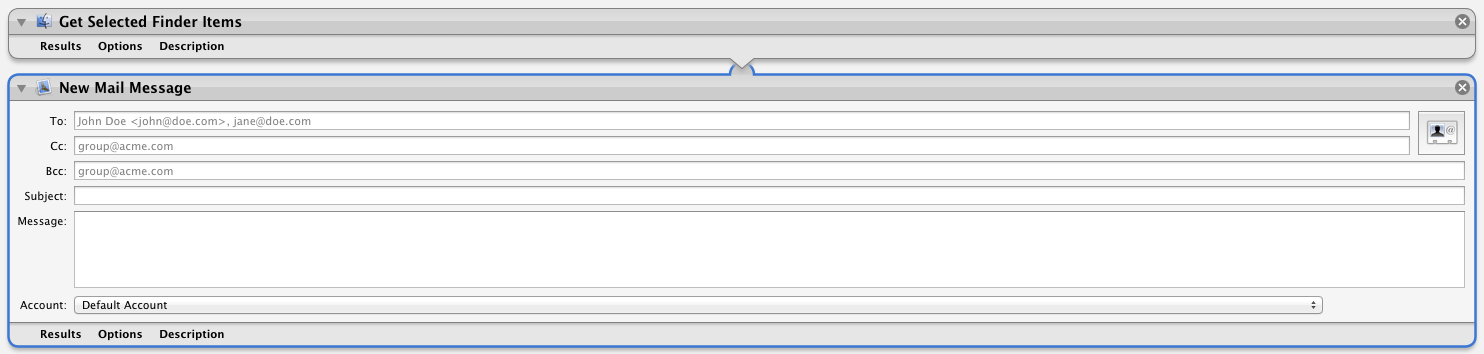 Get Selected Finder Items
Results Options Description
New Mail Message
To: John Doe <john@doe.com>, jane@doe.com
Cc: group@acme.com
Bcc: group@acme.com
Subject:
Message:
Account: Default Account
Results Options Description